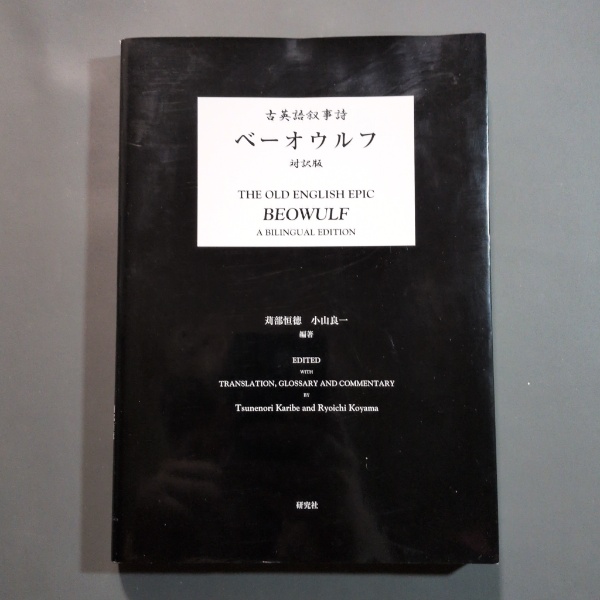 古英語叙事詩
ベーオウルフ
対訳版
THE OLD ENGLISH EPIC
BEOWULF
A BILINGUAL EDITION
苅部恒徳 小山良一
編著
EDITED
WITH
TRANSLATION, GLOSSARY AND COMMENTARY
BY
Tsunenori Karibe and Ryoichi Koyama
研究社